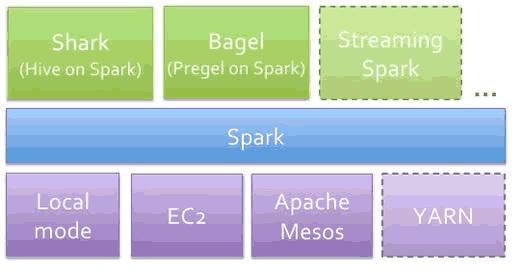 Shark
(Hive on Spark)
Bagel
(Pregel on Spark)
Streaming
Spark
...
Spark
Local
mode
EC2
Apache
Mesos
YARN